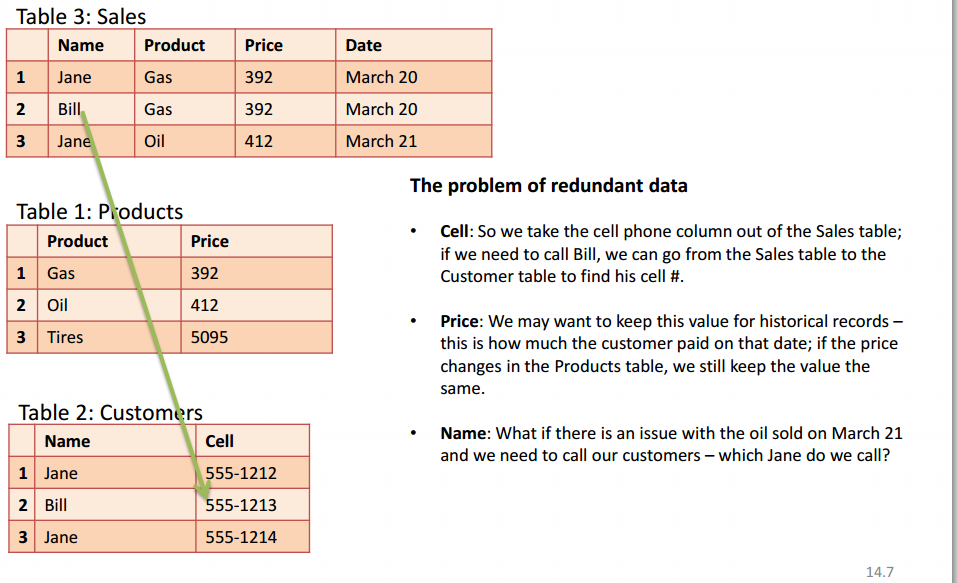 Table 3: Sales
Name Product Price Date
1 Jane Gas 392 March 20
2 Bill Gas 392 March 20
3 Jane Oil 412 March 21
Table 1: Products
Product Price
1 Gas 392
2 Oil 412
3 Tires 5095
Table 2: Customers
Name Cell
1 Jane 555-1212
2 Bill 555-1213
3 Jane 555-1214
The problem of redundant data
• Cell: So we take the cell phone column out of the Sales table;
if we need to call Bill, we can go from the Sales table to the
Customer table to find his cell #.
• Price: We may want to keep this value for historical records –
this is how much the customer paid on that date; if the price
changes in the Products table, we still keep the value the
same.
• Name: What if there is an issue with the oil sold on March 21
and we need to call our customers – which Jane do we call?
14.7